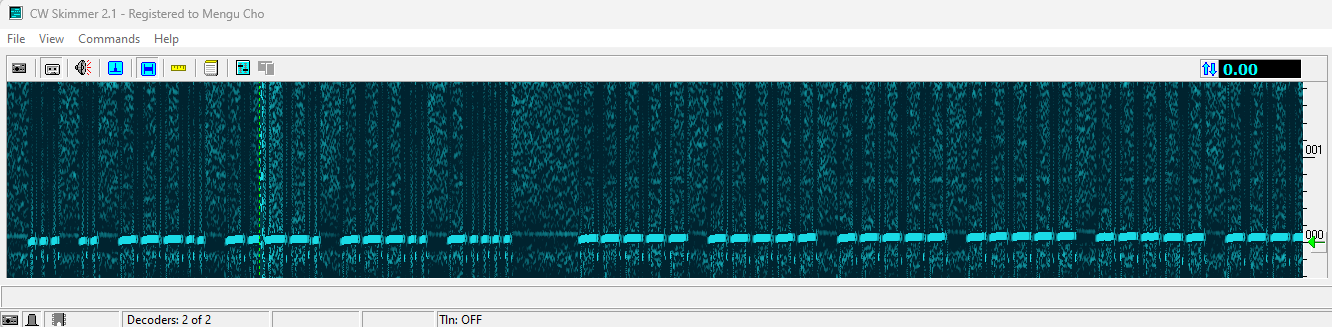 CW Skimmer 2.1 - Registered to Mengu Cho
File View Commands Help
0.00
001
000
Decoders: 2 of 2
Tln: OFF